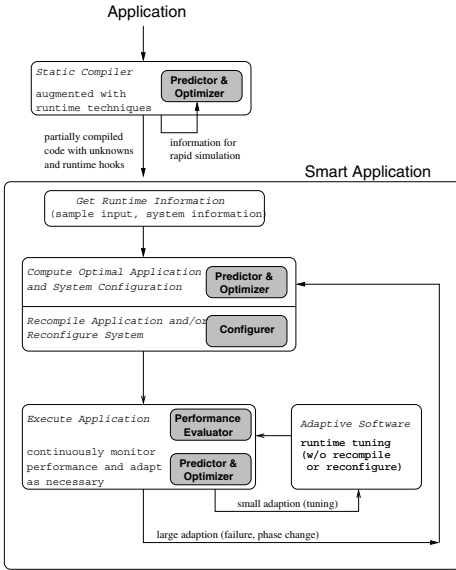 Application
Static Compiler
augmented with
runtime techniques
Predictor &
Optimizer
partially compiled
code with unknowns
and runtime hooks
information for
rapid simulation
Smart Application
Get Runtime Information
(sample input, system information)
Compute Optimal Application
and System Configuration
Predictor &
Optimizer
Recompile Application and/or
Reconfigure System
Configurer
Execute Application
continuously monitor
performance and adapt
as necessary
Performance
Evaluator
Predictor &
Optimizer
Adaptive Software
runtime tuning
(w/o recompile
or reconfigure)
small adaption (tuning)
large adaption (failure, phase change)